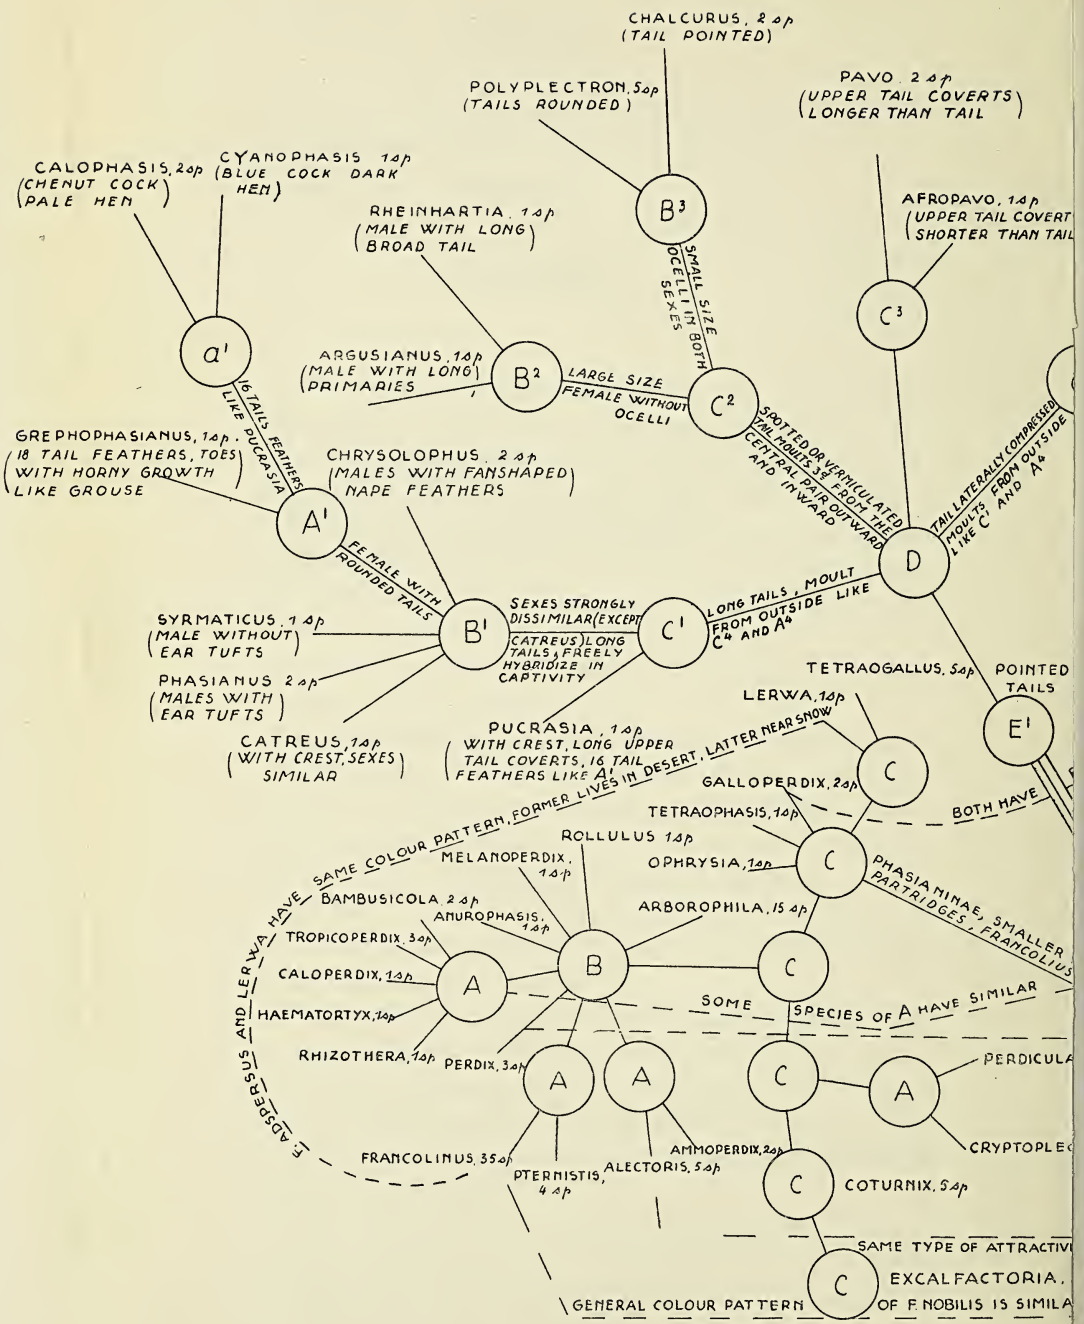 CHALCURUS, 2 sp
(TAIL POINTED)
POLYPLECTRON, 5 sp
(TAILS ROUNDED)
PAVO. 2 sp
(UPPER TAIL COVERTS)
LONGER THAN TAIL
CALOPHASIS, 2 sp
(CHENUT COCK)
PALE HEN
CYANOPHASIS 1 sp
(BLUE COCK DARK
HEN)
RHEINHARTIA. 1 sp
(MALE WITH LONG)
BROAD TAIL
B³
AFROPAVO, 1 sp
(UPPER TAIL COVERT
SHORTER THAN TAIL
SMALL SIZE
OCELLI IN BOTH
SEXES
C³
a'
ARGUSIANUS, 1 sp
(MALE WITH LONG)
PRIMARIES
B²
LARGE SIZE
FEMALE WITHOUT
OCELLI
C²
SPOTTED OR VERMICULATED
TAIL MOULTS 3rd FROM THE
CENTRAL PAIR OUTWARD
AND INWARD
TAIL LATERALLY COMPRESSED
MOULTS FROM OUTSIDE
LIKE C' AND A⁴
16 TAILS FEATHERS
LIKE PUCRASIA
GREPHOPHASIANUS, 1 sp.
(18 TAIL FEATHERS, TOES)
WITH HORNY GROWTH
LIKE GROUSE
CHRYSOLOPHUS. 2 sp
(MALES WITH FANSHAPED)
NAPE FEATHERS
A'
D
FEMALE WITH
ROUNDED TAILS
SYRMATICUS. 1 sp
(MALE WITHOUT)
EAR TUFTS
B'
SEXES STRONGLY
DISSIMILAR (EXCEPT
CATREUS) LONG
TAILS, FREELY
HYBRIDIZE IN
CAPTIVITY
C'
LONG TAILS, MOULT
FROM OUTSIDE LIKE
C⁴ AND A⁴
PHASIANUS 2 sp
(MALES WITH)
EAR TUFTS
CATREUS, 1 sp
(WITH CREST, SEXES)
SIMILAR
PUCRASIA, 1 sp
(WITH CREST, LONG UPPER
TAIL COVERTS, 16 TAIL
FEATHERS LIKE A'
TETRAOGALLUS, 5 sp
LERWA, 1 sp
POINTED
TAILS
E'
C
GALLOPERDIX, 2 sp
BOTH HAVE
TETRAOPHASIS, 1 sp
OPHRYSIA, 1 sp
C
PHASIANINAE, SMALLER
PARTRIDGES, FRANCOLIUS
F. ADSPERSUS AND LERWA HAVE SAME COLOUR PATTERN, FORMER LIVES IN DESERT, LATTER NEAR SNOW
ROLLULUS 1 sp
MELANOPERDIX,
1 sp
BAMBUSICOLA. 2 sp
ANUROPHASIS.
1 sp
ARBOROPHILA, 15 sp
TROPICOPERDIX, 3 sp
CALOPERDIX, 1 sp
A
B
C
HAEMATORTYX, 1 sp
SOME SPECIES OF A HAVE SIMILAR
RHIZOTHERA, 1 sp
PERDIX, 3 sp
A
A
C
A
PERDICULA
CRYPTOPLEC
FRANCOLINUS, 35 sp
PTERNISTIS,
4 sp
ALECTORIS, 5 sp
AMMOPERDIX, 2 sp
C
COTURNIX, 5 sp
SAME TYPE OF ATTRACTIV
C
EXCALFACTORIA.
GENERAL COLOUR PATTERN OF F. NOBILIS IS SIMILA